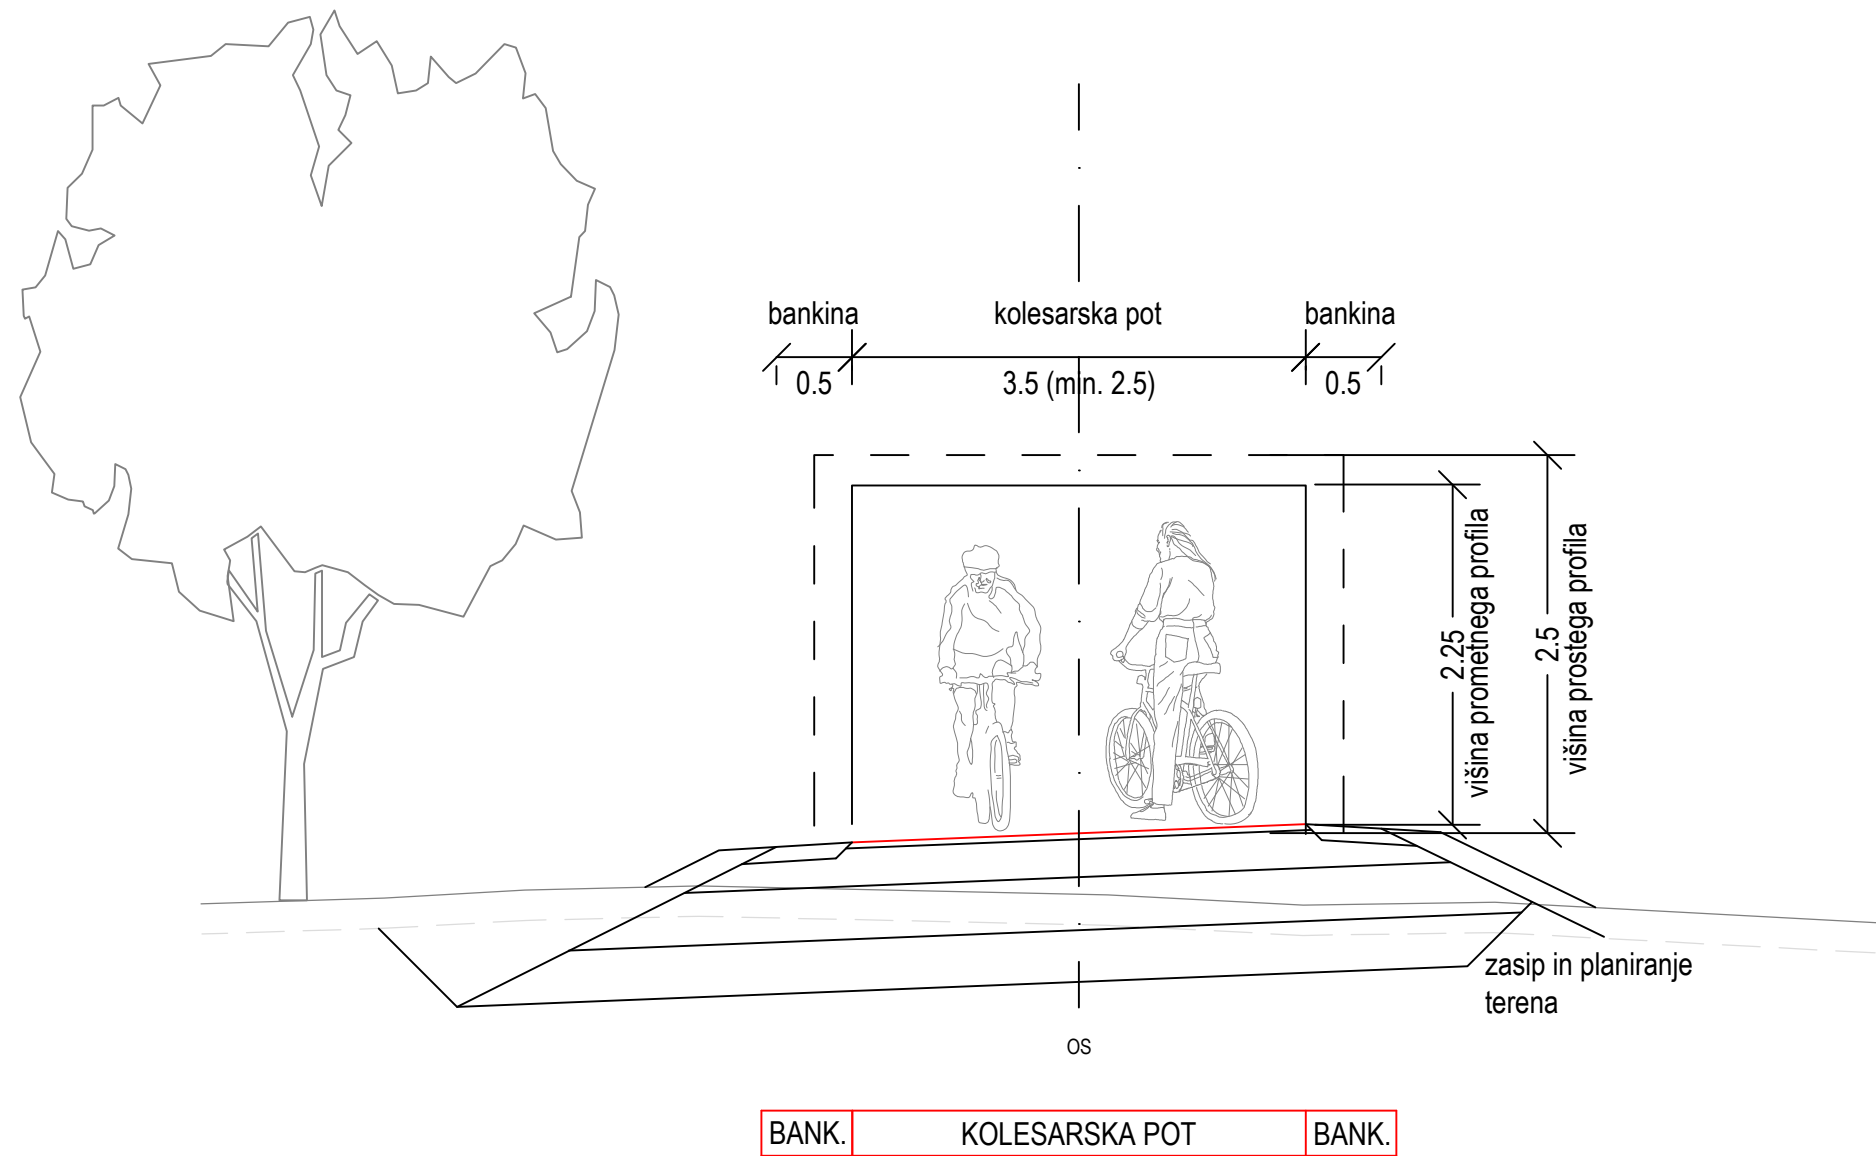 bankina kolesarska pot bankina
0.5 3.5 (min. 2.5) 0.5
2.25
višina prometnega profila
2.5
višina prostega profila
zasip in planiranje
terena
os
BANK. KOLESARSKA POT BANK.